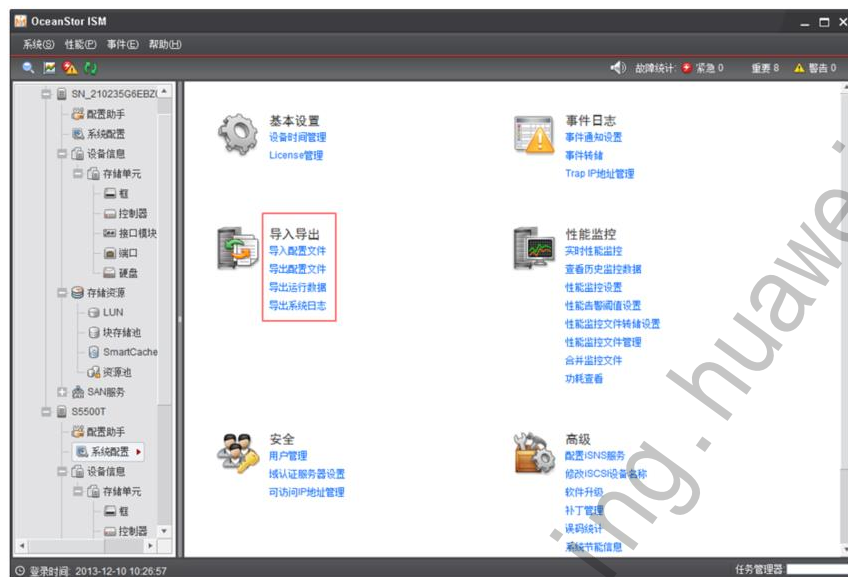 OceanStor ISM
系统(S) 性能(P) 事件(E) 帮助(H)
故障统计: 紧急 0 重要 8 警告 0
SN_210235G6EBZ
配置助手
系统配置
设备信息
存储单元
框
控制器
接口模块
端口
硬盘
存储资源
LUN
块存储池
SmartCache
资源池
SAN服务
S5500T
配置助手
系统配置
设备信息
存储单元
框
控制器
基本设置
设备时间管理
License管理
事件日志
事件通知设置
事件转储
Trap IP地址管理
导入导出
导入配置文件
导出配置文件
导出运行数据
导出系统日志
性能监控
实时性能监控
查看历史监控数据
性能监控设置
性能告警阈值设置
性能监控文件转储设置
性能监控文件管理
合并监控文件
功耗查看
安全
用户管理
域认证服务器设置
可访问IP地址管理
高级
配置iSNS服务
修改iSCSI设备名称
软件升级
补丁管理
误码统计
系统节能信息
登录时间: 2013-12-10 10:26:57
任务管理器:
ing.huawei.